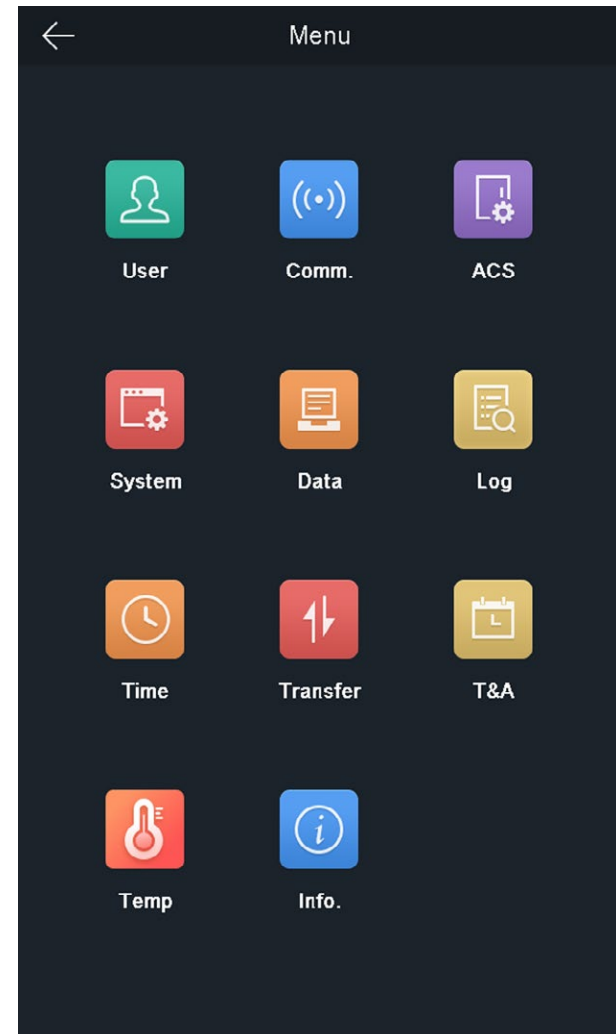 Menu
User Comm. ACS
System Data Log
Time Transfer T&A
Temp Info.